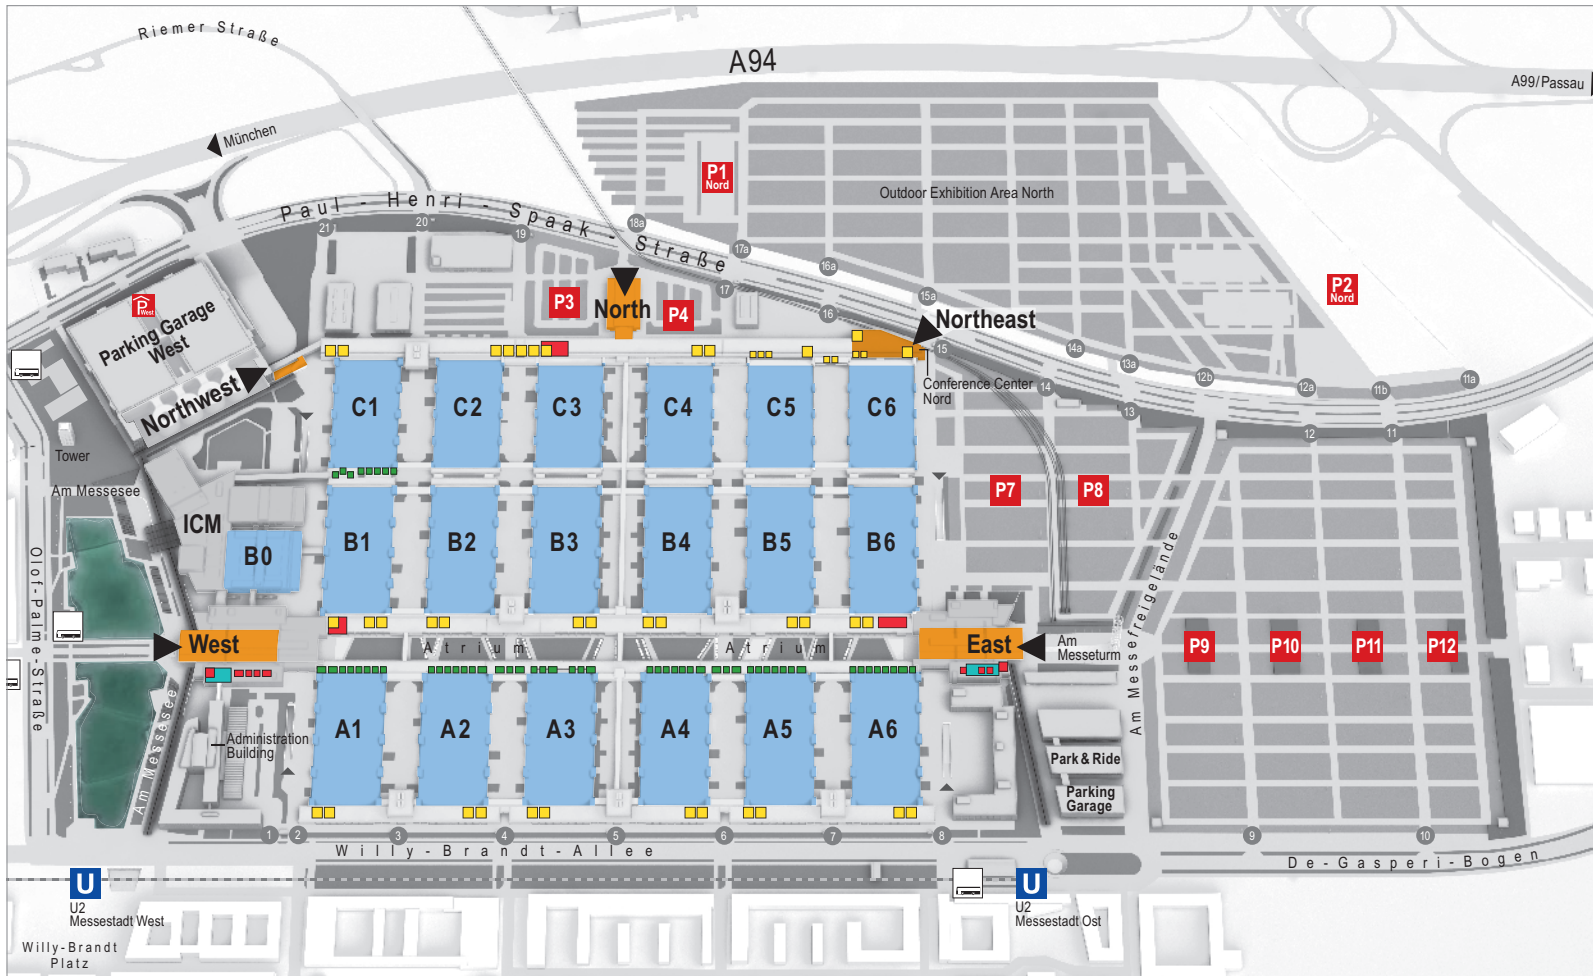 Riemer Straße
A94
A99/Passau
München
P1
Nord
Outdoor Exhibition Area North
Paul - Henri - Spaak - Straße
21
20
19
18a
17a
16a
15a
17
16
15
14a
13a
12b
12a
11b
11a
14
13
12
11
P2
Nord
P3
North
P4
Northeast
P
West
Parking Garage
West
Northwest
Conference Center
Nord
C1
C2
C3
C4
C5
C6
Tower
Am Messesee
ICM
P7
P8
B0
B1
B2
B3
B4
B5
B6
Olof-Palme-Straße
Am Messefreigelände
West
Atrium
Atrium
East
Am
Messeturm
P9
P10
P11
P12
A1
A2
A3
A4
A5
A6
Administration
Building
Am Messesee
Park & Ride
Parking
Garage
1
2
3
4
5
6
7
8
9
10
Willy-Brandt-Allee
De-Gasperi-Bogen
U
U2
Messestadt West
U
U2
Messestadt Ost
Willy-Brandt
Platz